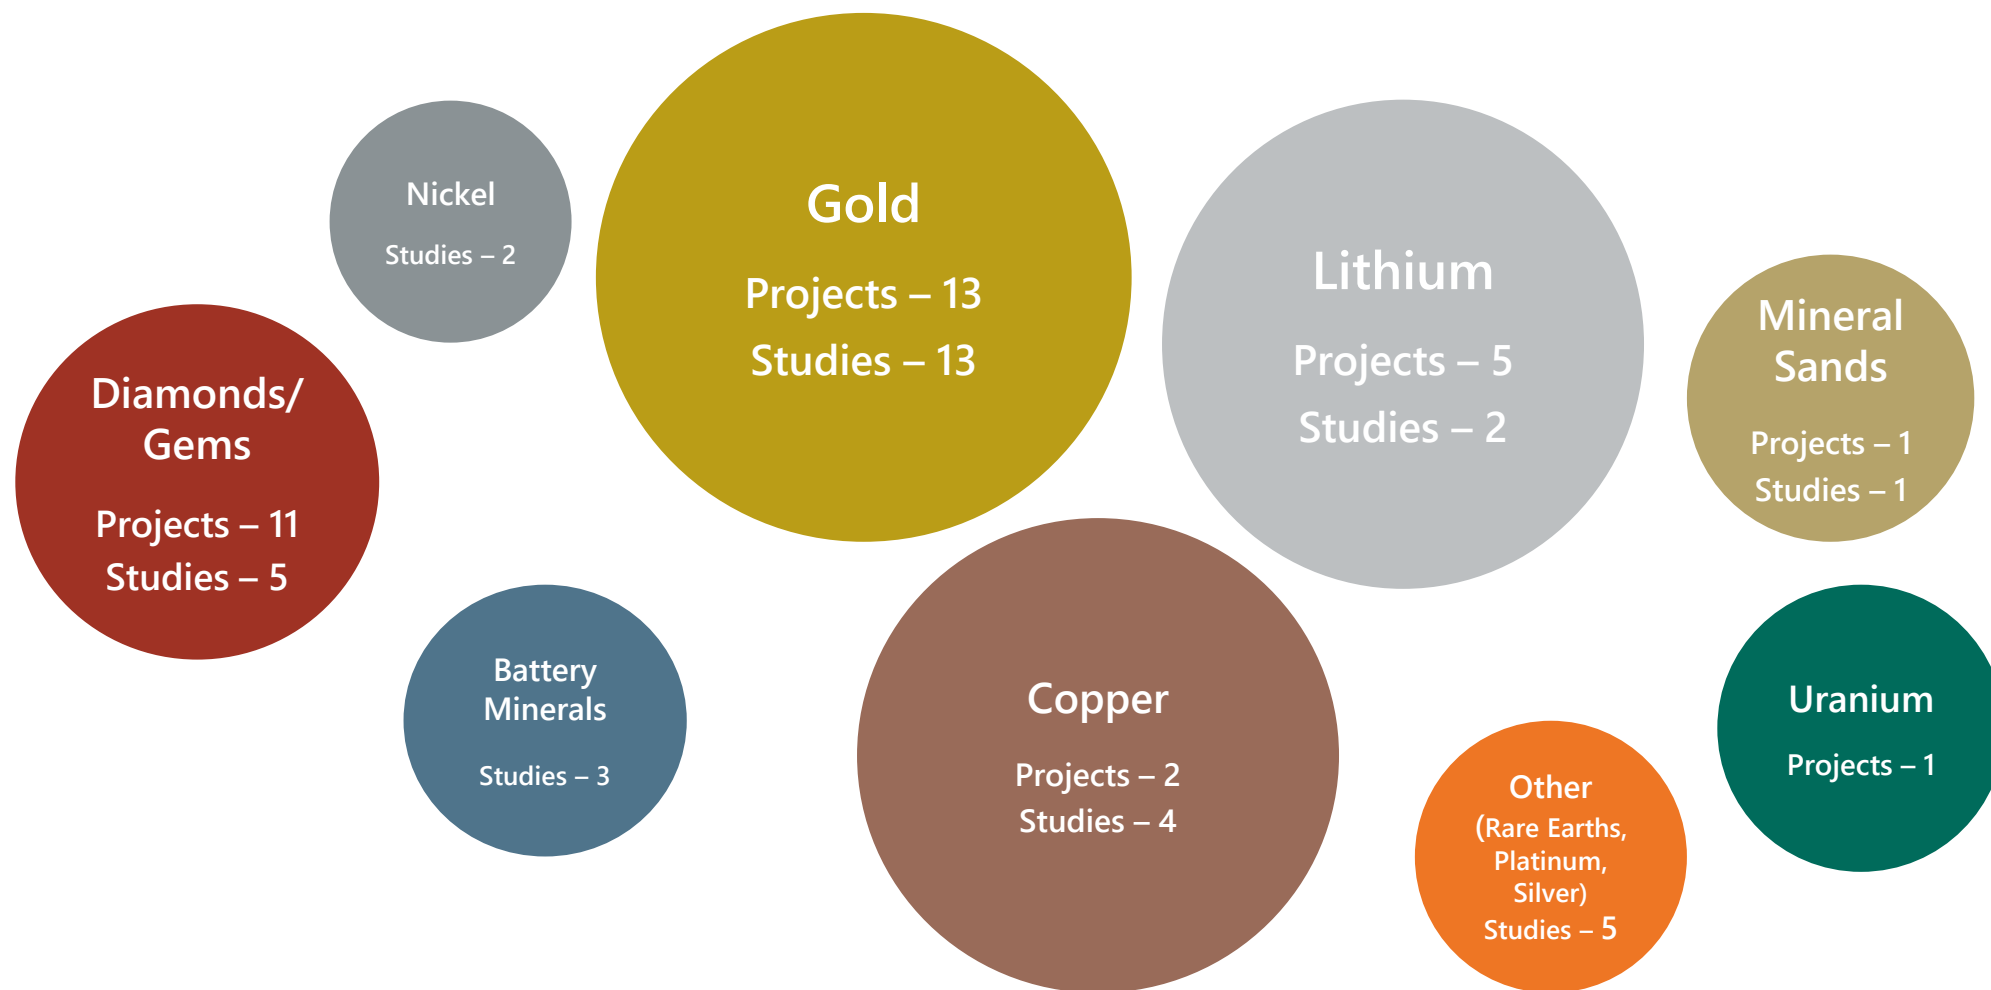 Nickel
Studies – 2
Gold
Projects – 13
Studies – 13
Lithium
Projects – 5
Studies – 2
Mineral
Sands
Projects – 1
Studies – 1
Diamonds/
Gems
Projects – 11
Studies – 5
Battery
Minerals
Studies – 3
Copper
Projects – 2
Studies – 4
Other
(Rare Earths,
Platinum,
Silver)
Studies – 5
Uranium
Projects – 1